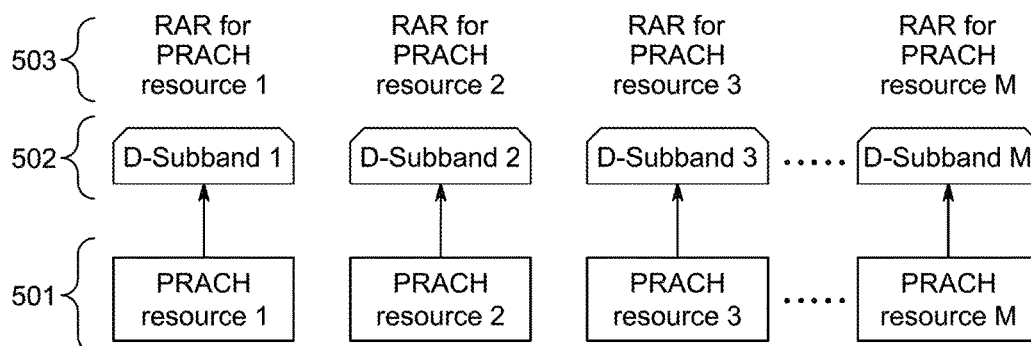 503
RAR for
PRACH
resource 1
RAR for
PRACH
resource 2
RAR for
PRACH
resource 3
RAR for
PRACH
resource M
502
D-Subband 1
D-Subband 2
D-Subband 3
.....
D-Subband M
501
PRACH
resource 1
PRACH
resource 2
PRACH
resource 3
.....
PRACH
resource M